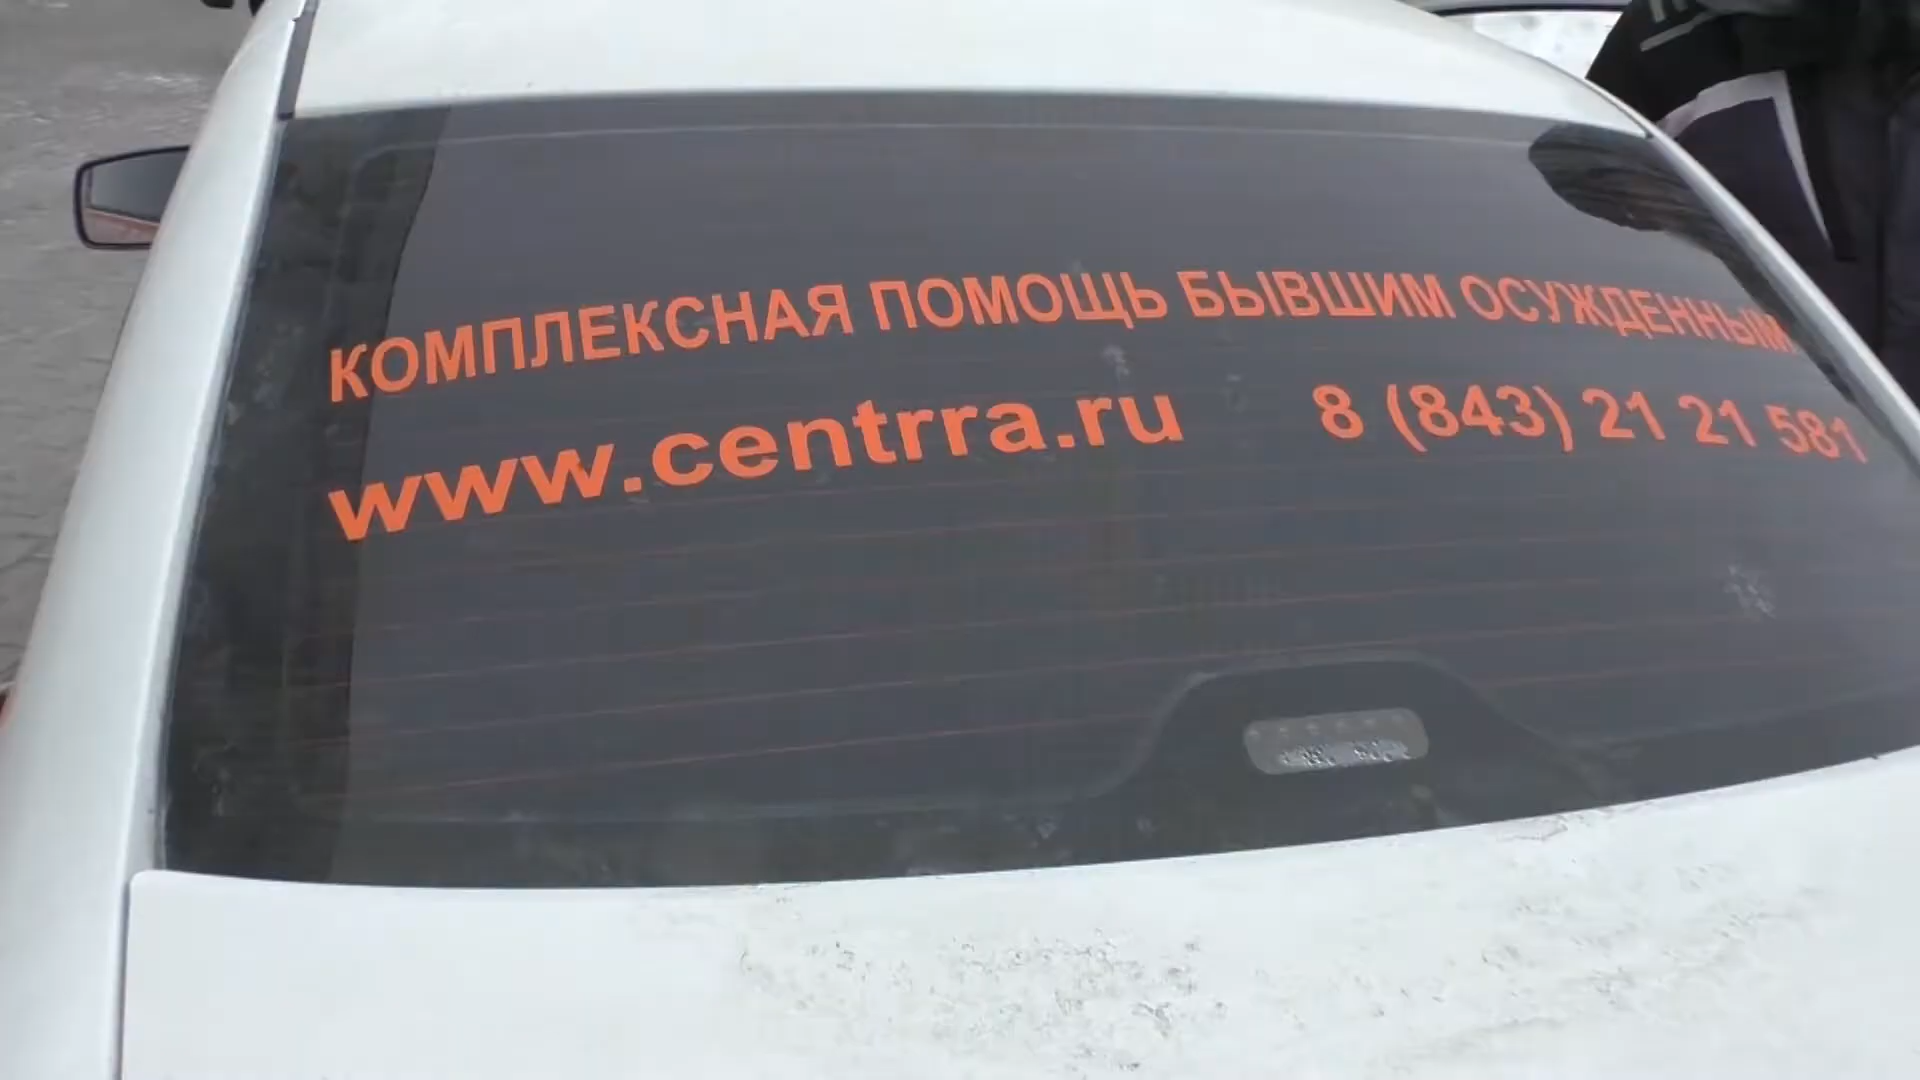 КОМПЛЕКСНАЯ ПОМОЩЬ БЫВШИМ ОСУЖДЕННЫМ
www.centrra.ru 8 (843) 21 21 581